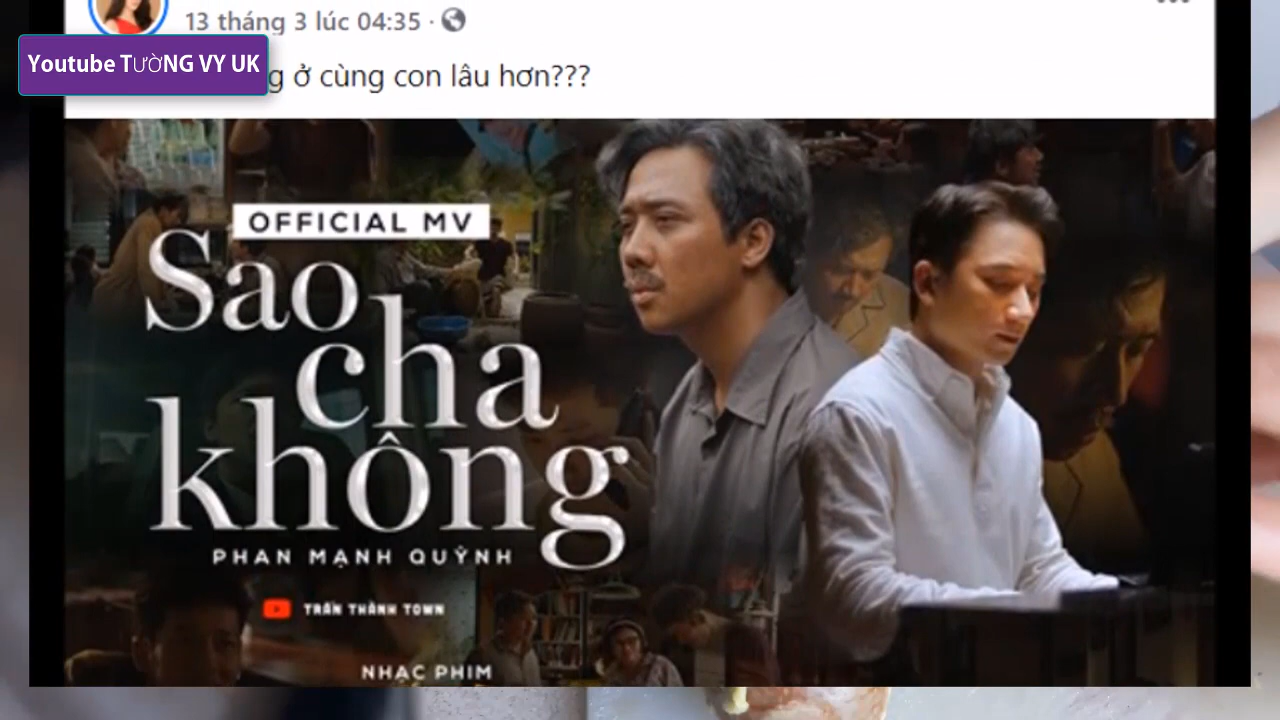 13 tháng 3 lúc 04:35 ·
Youtube TƯỜNG VY UK
ở cùng con lâu hơn???
OFFICIAL MV
Sao
cha
không
PHAN MẠNH QUỲNH
TRẤN THÀNH TOWN
NHẠC PHIM